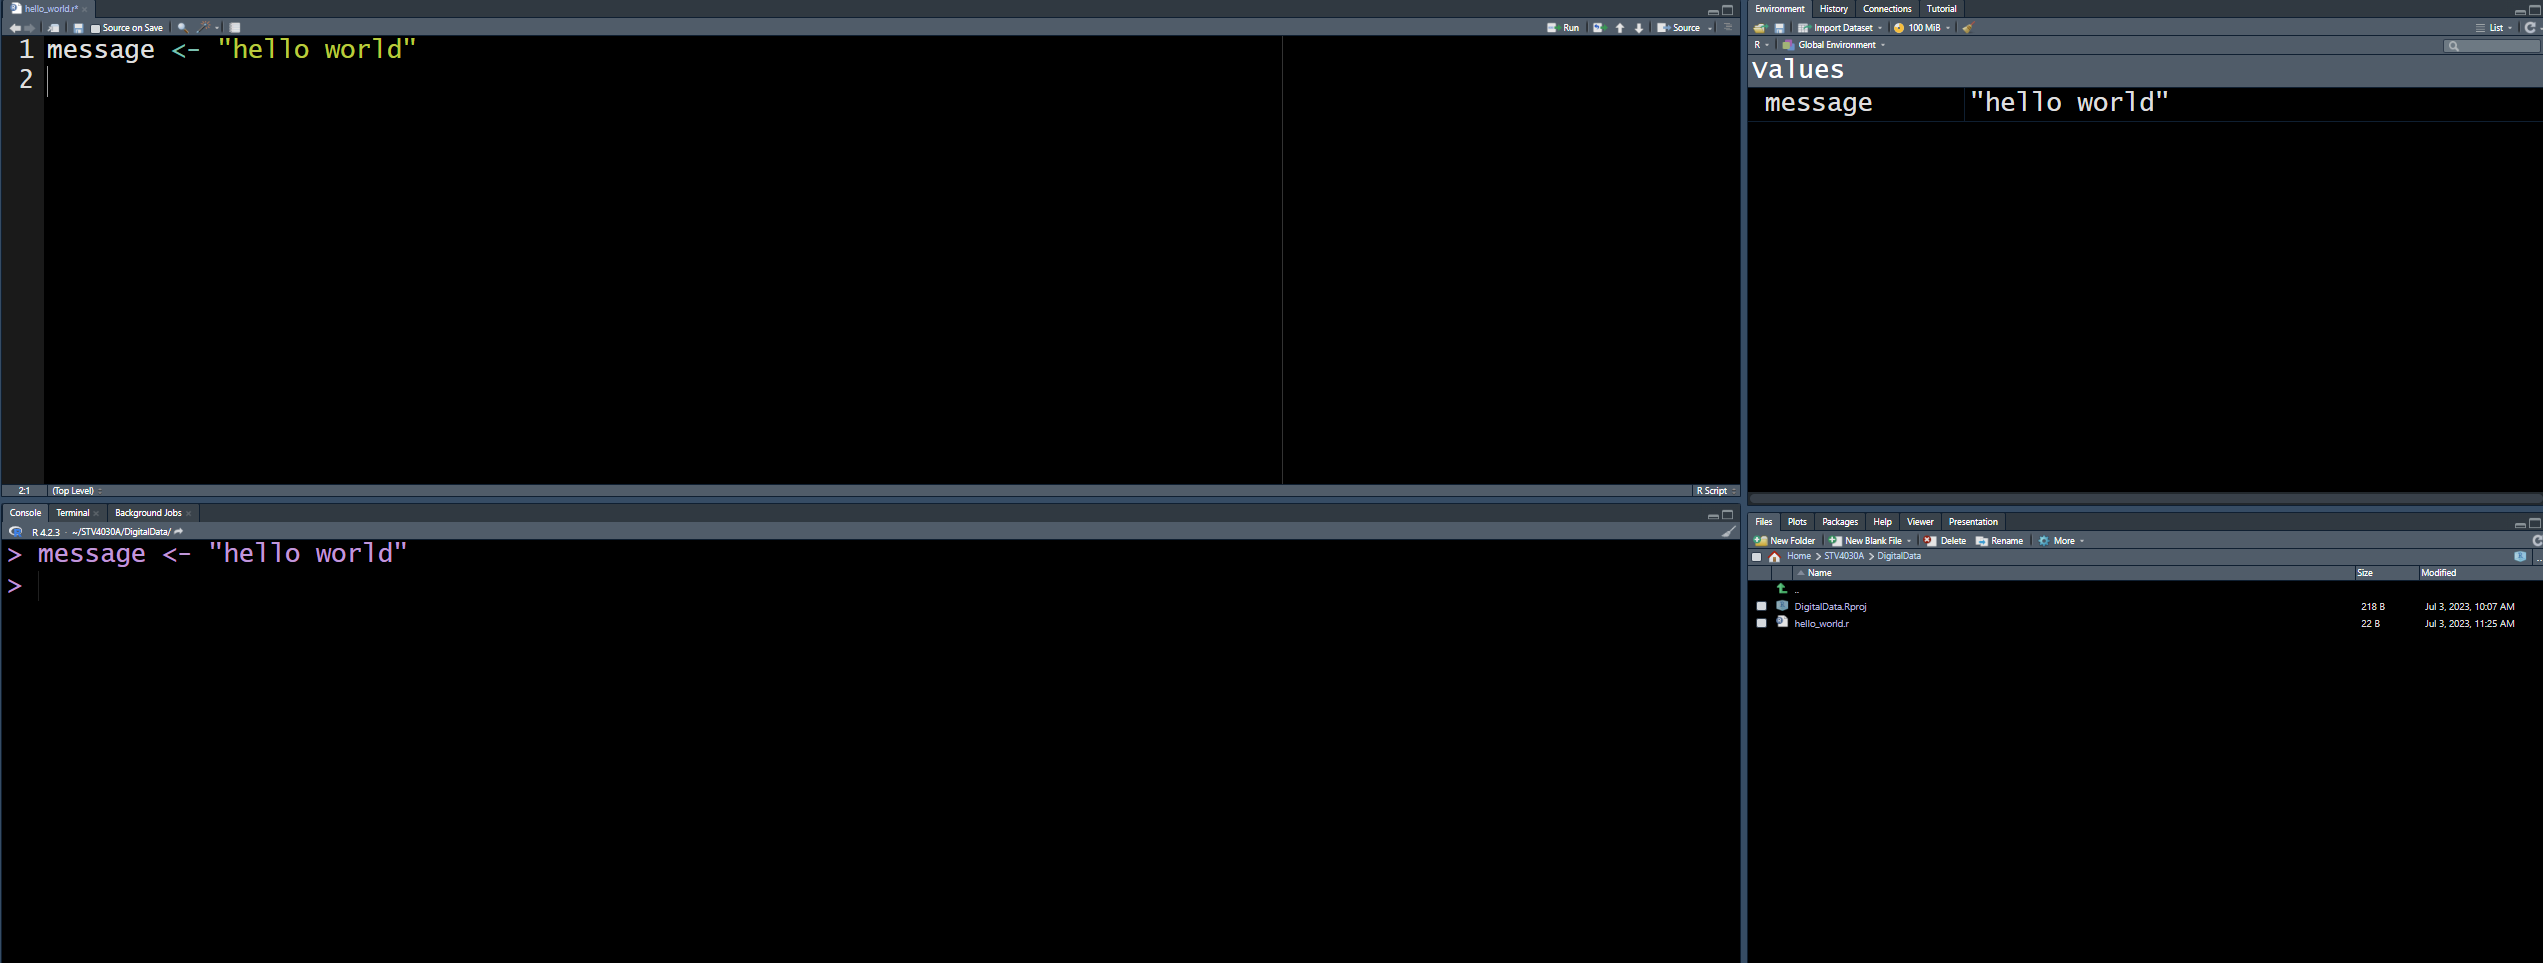 hello_world.r*
Source on Save
Run
Source
1 message <- "hello world"
2
2:1 (Top Level)
R Script
Console Terminal Background Jobs
R 4.2.3 · ~/STV4030A/DigitalData/
> message <- "hello world"
>
Environment History Connections Tutorial
Import Dataset 100 MiB List
R Global Environment
Values
message "hello world"
Files Plots Packages Help Viewer Presentation
New Folder New Blank File Delete Rename More
Home > STV4030A > DigitalData
Name Size Modified
..
DigitalData.Rproj 218 B Jul 3, 2023, 10:07 AM
hello_world.r 22 B Jul 3, 2023, 11:25 AM